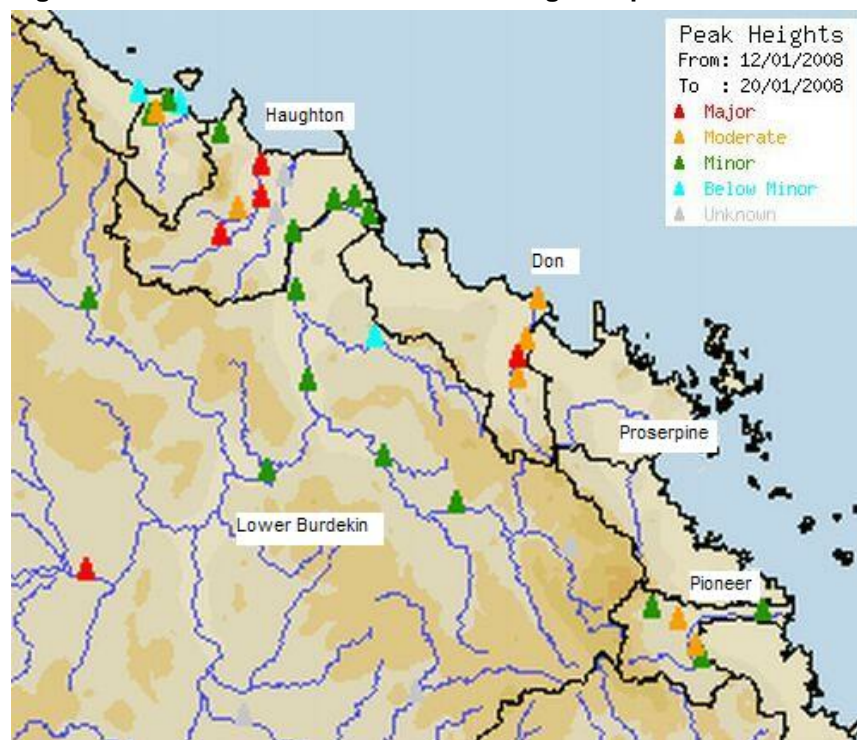 Peak Heights
From: 12/01/2008
To : 20/01/2008
Major
Moderate
Minor
Below Minor
Unknown
Haughton
Don
Proserpine
Lower Burdekin
Pioneer